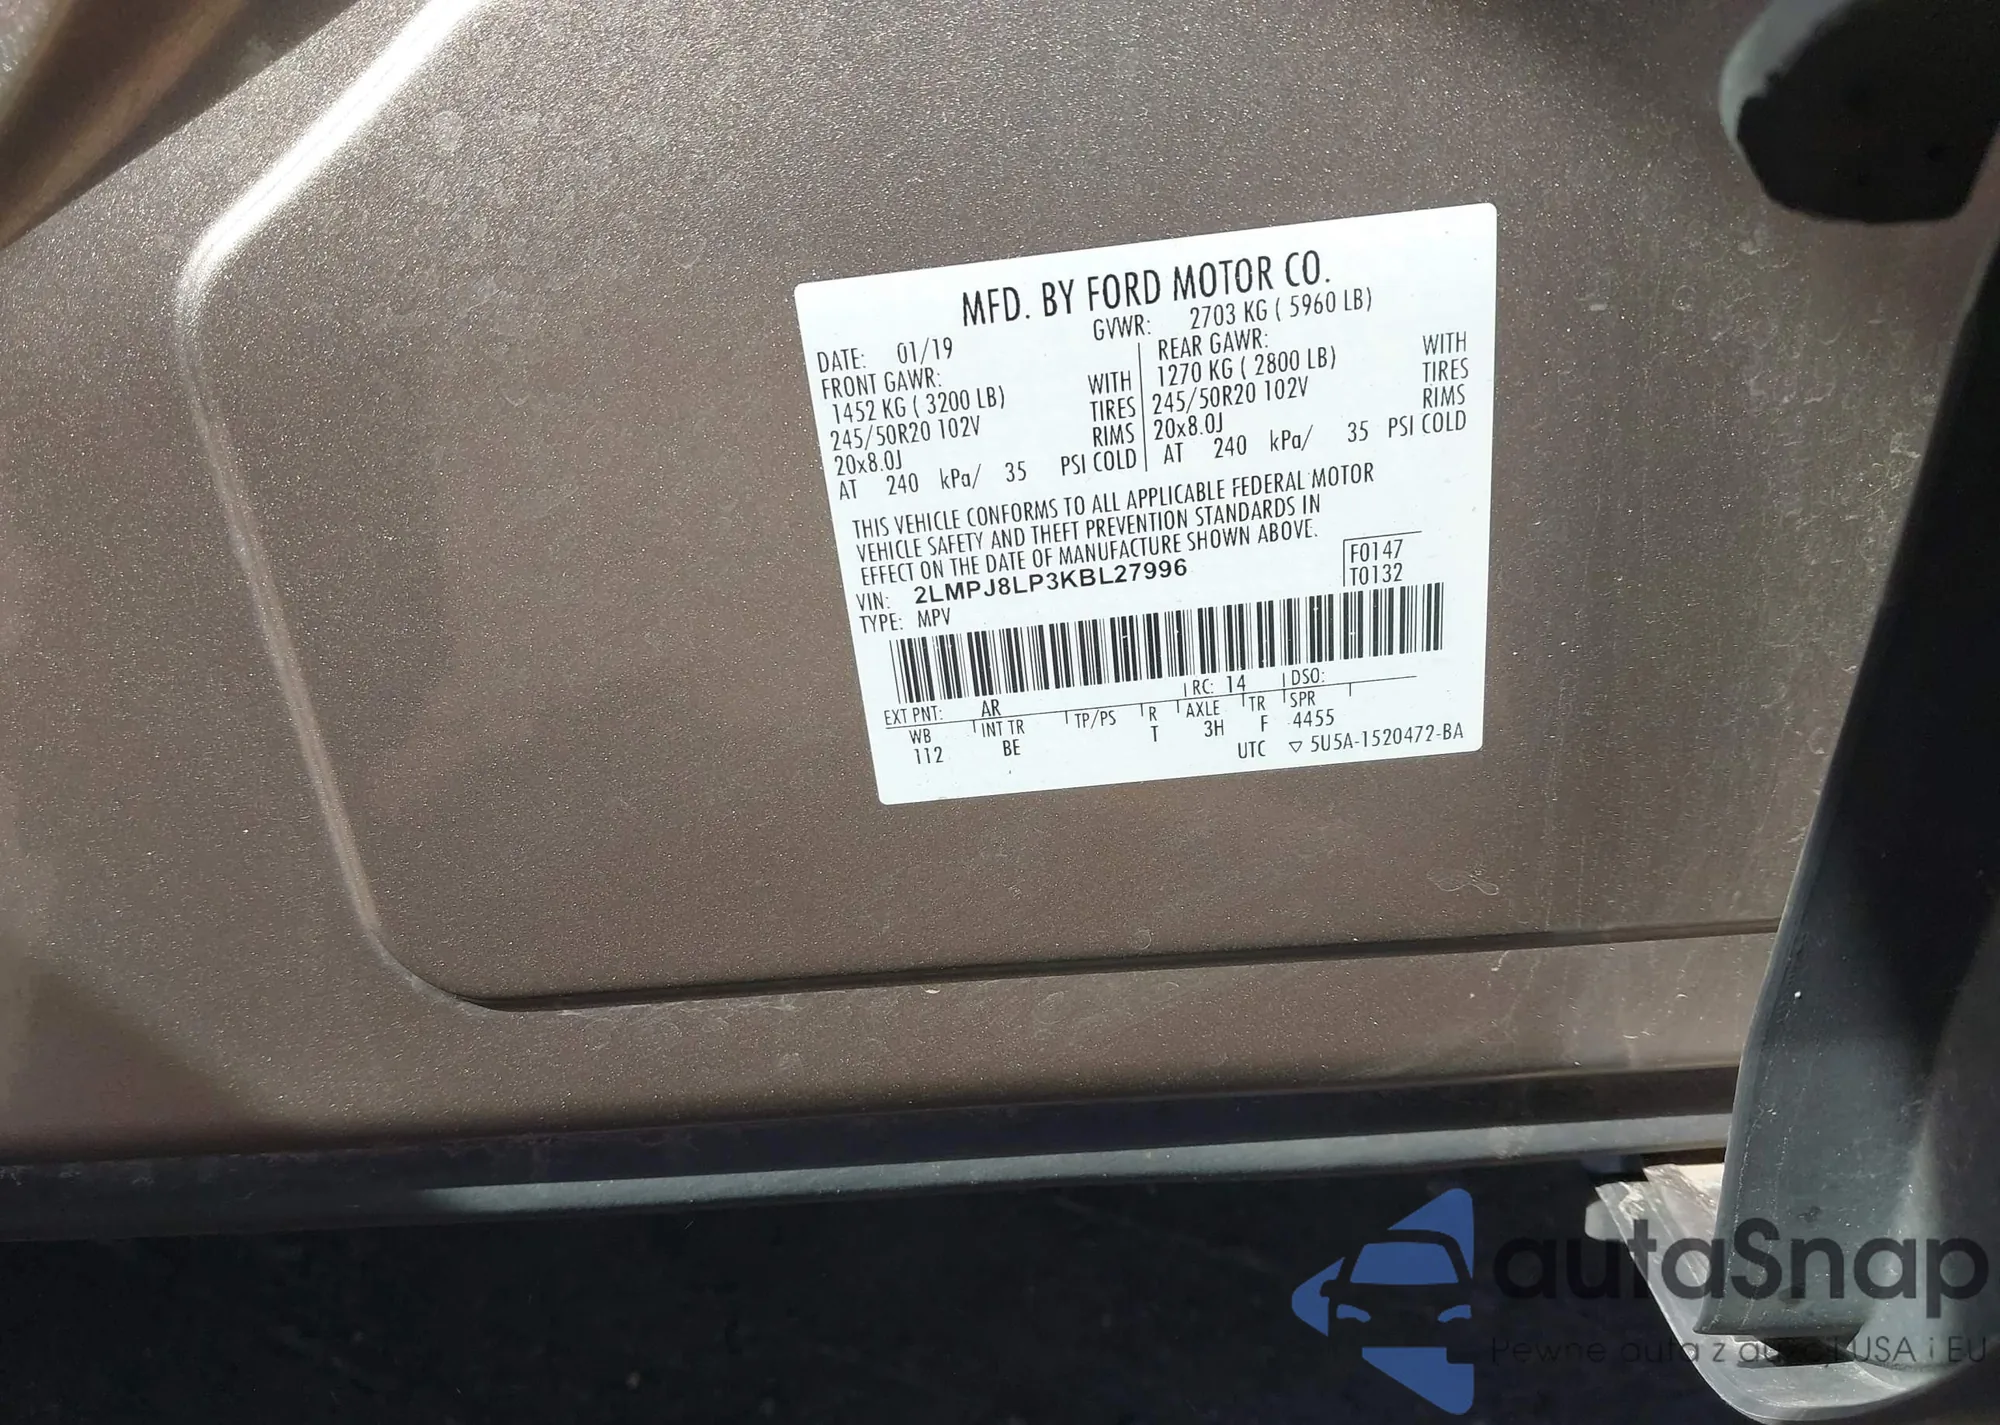 MFD. BY FORD MOTOR CO.
DATE: 01/19 GVWR: 2703 KG ( 5960 LB)
FRONT GAWR: REAR GAWR:
1452 KG ( 3200 LB) WITH 1270 KG ( 2800 LB) WITH
245/50R20 102V TIRES 245/50R20 102V TIRES
20x8.0J RIMS 20x8.0J RIMS
AT 240 kPa/ 35 PSI COLD AT 240 kPa/ 35 PSI COLD
THIS VEHICLE CONFORMS TO ALL APPLICABLE FEDERAL MOTOR
VEHICLE SAFETY AND THEFT PREVENTION STANDARDS IN
EFFECT ON THE DATE OF MANUFACTURE SHOWN ABOVE.
VIN: 2LMPJ8LP3KBL27996 F0147
TYPE: MPV T0132
EXT PNT: AR RC: 14 DSO:
WB INT TR TP/PS R AXLE TR SPR
112 BE T 3H F 4455
UTC ▽ 5U5A-1520472-BA
autaSnap
Pewne auta z aukcji USA i EU